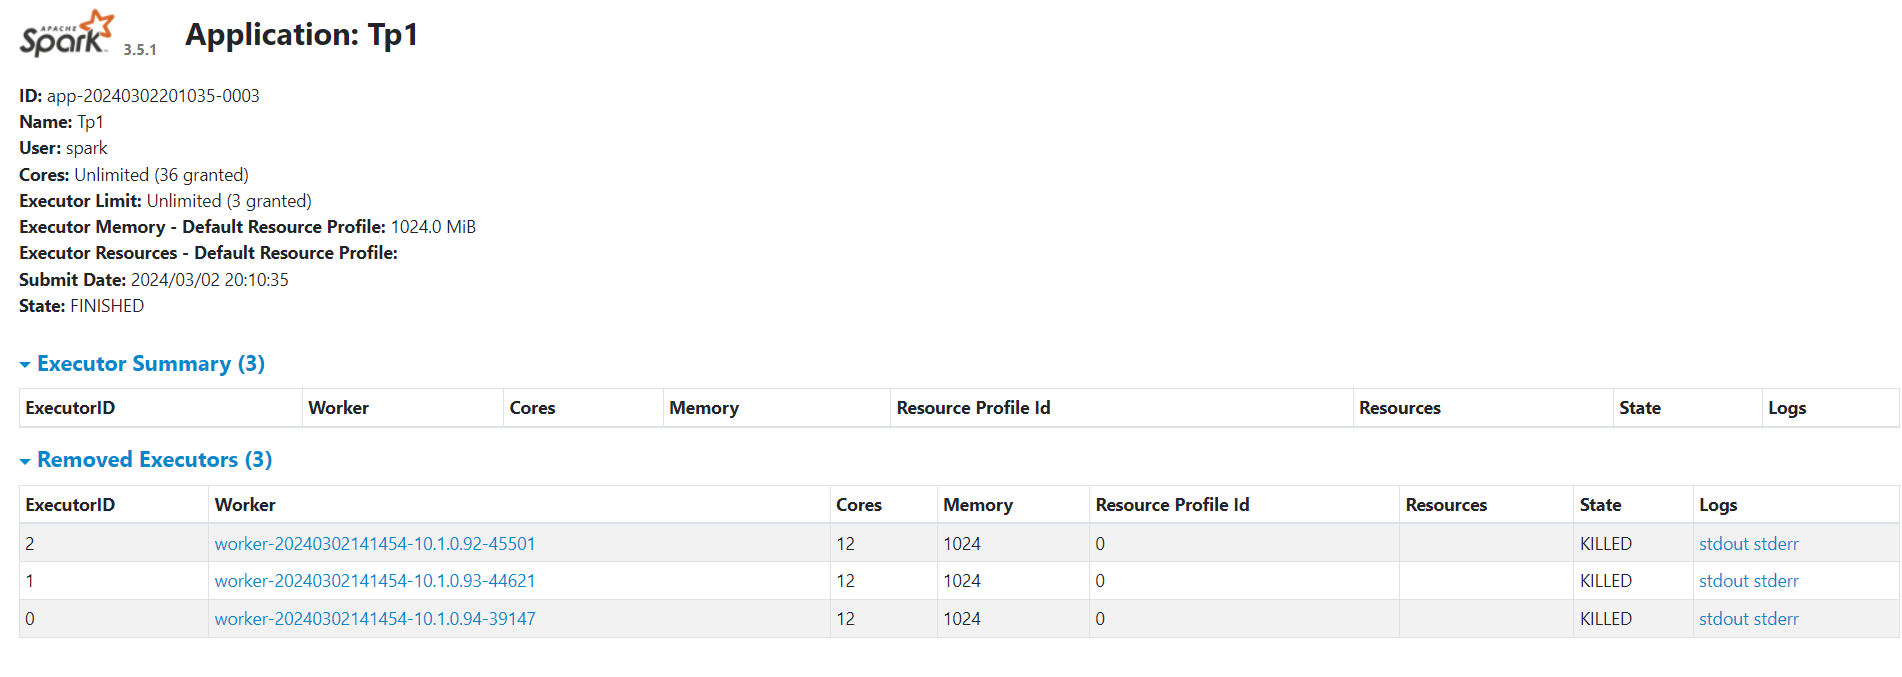 APACHE
Spark™ 3.5.1 Application: Tp1
ID: app-20240302201035-0003
Name: Tp1
User: spark
Cores: Unlimited (36 granted)
Executor Limit: Unlimited (3 granted)
Executor Memory - Default Resource Profile: 1024.0 MiB
Executor Resources - Default Resource Profile:
Submit Date: 2024/03/02 20:10:35
State: FINISHED
Executor Summary (3)
ExecutorID Worker Cores Memory Resource Profile Id Resources State Logs
Removed Executors (3)
ExecutorID Worker Cores Memory Resource Profile Id Resources State Logs
2 worker-20240302141454-10.1.0.92-45501 12 1024 0 KILLED stdout stderr
1 worker-20240302141454-10.1.0.93-44621 12 1024 0 KILLED stdout stderr
0 worker-20240302141454-10.1.0.94-39147 12 1024 0 KILLED stdout stderr